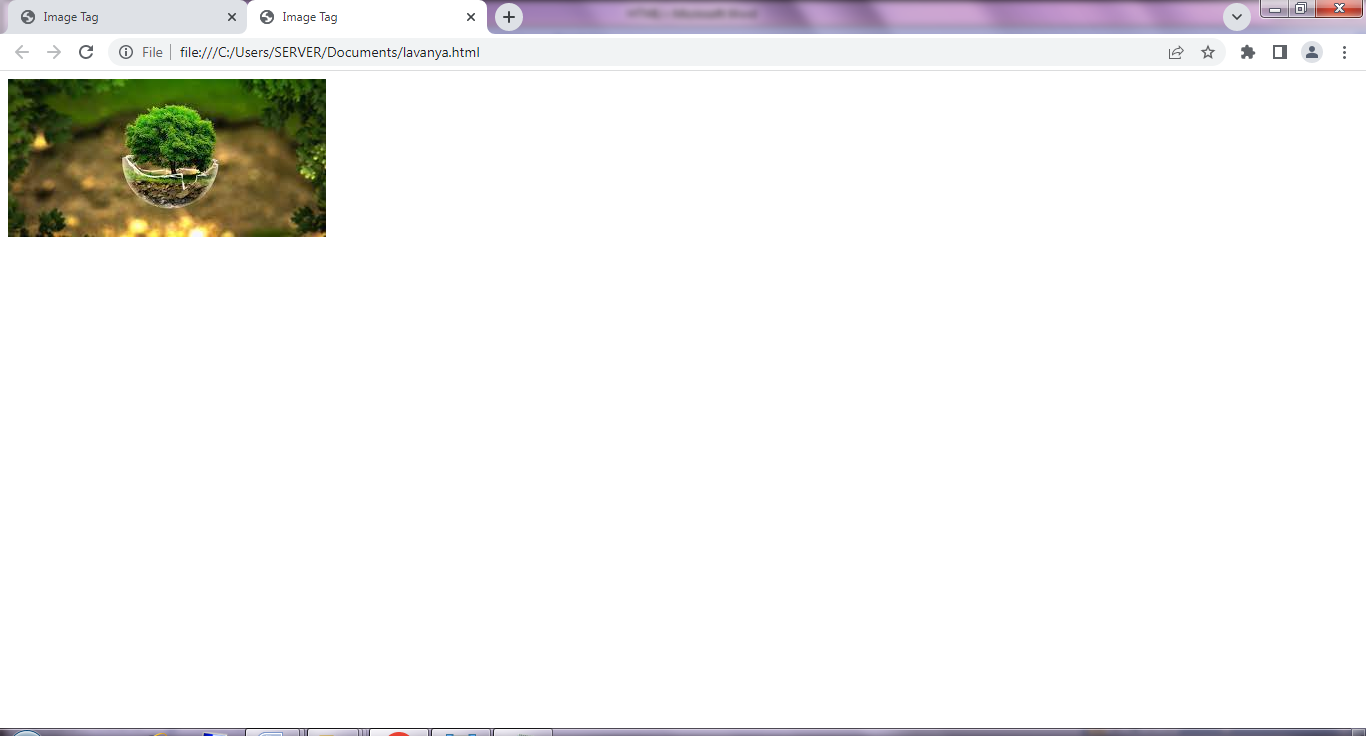 Image Tag
Image Tag
File file:///C:/Users/SERVER/Documents/lavanya.html